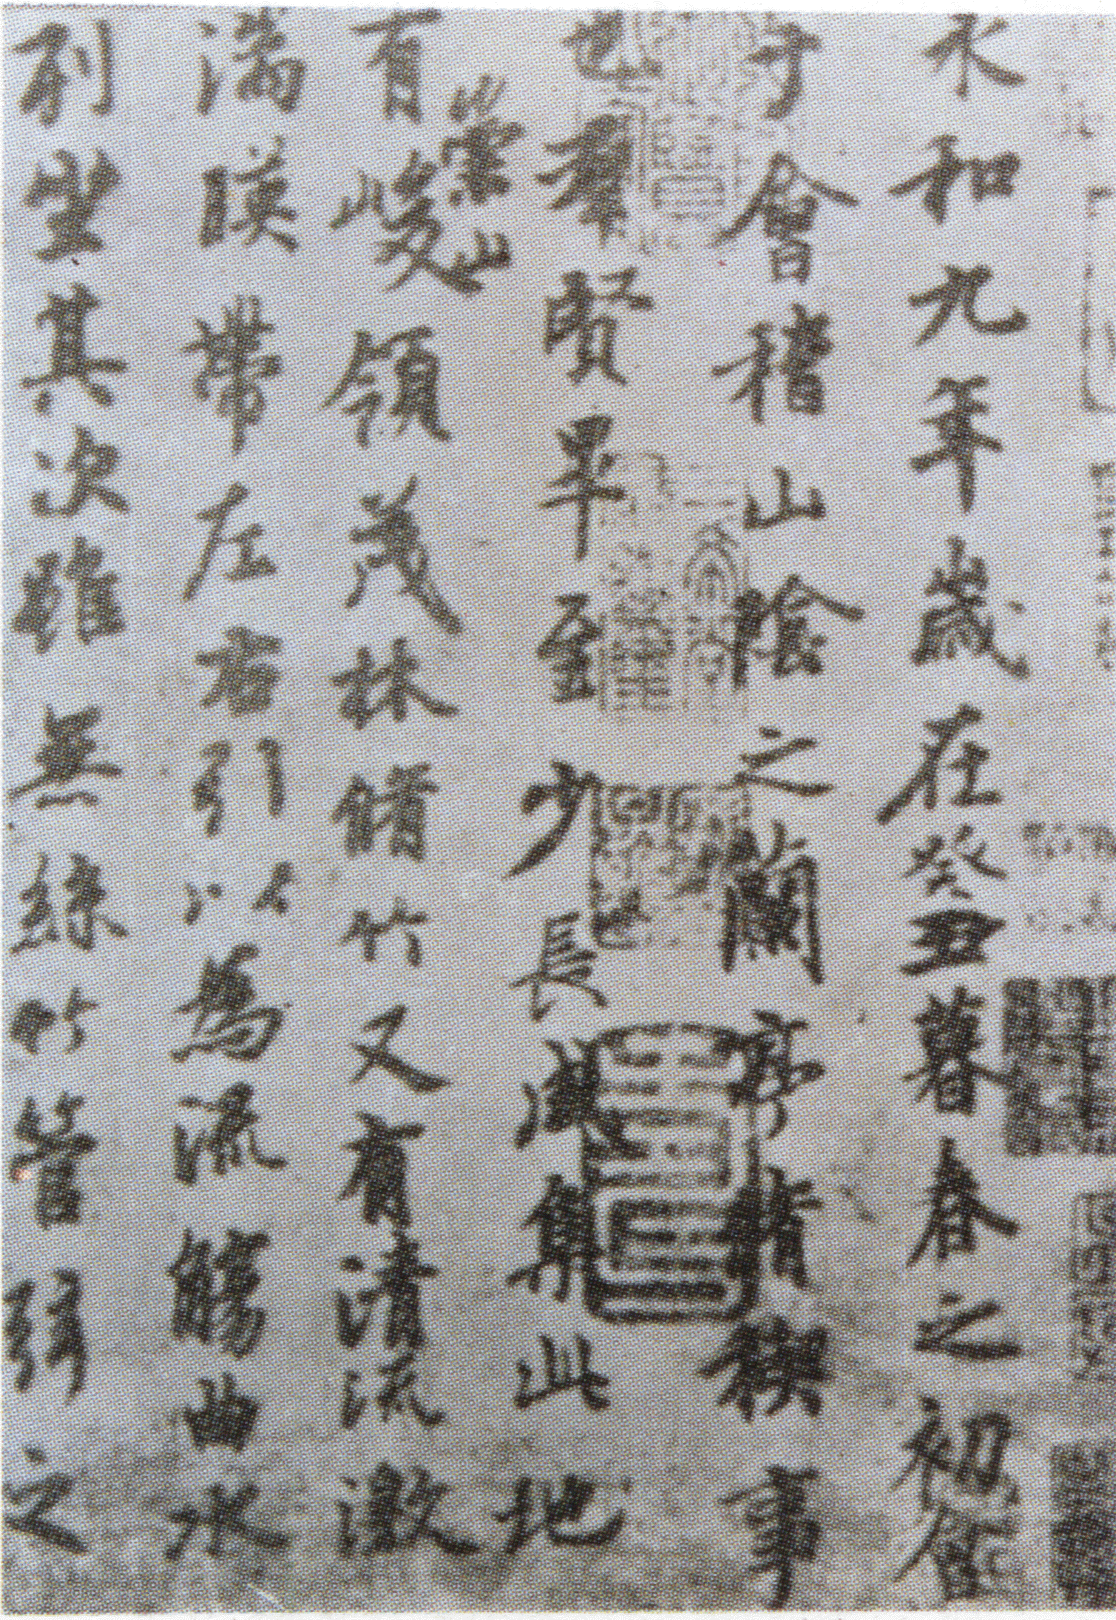 永和九年歲在癸丑暮春之初會
于會稽山陰之蘭亭脩禊事
也羣賢畢至少長咸集此地
有崇山峻領茂林脩竹又有清流激
湍暎帶左右引以為流觴曲水
列坐其次雖無絲竹管弦之